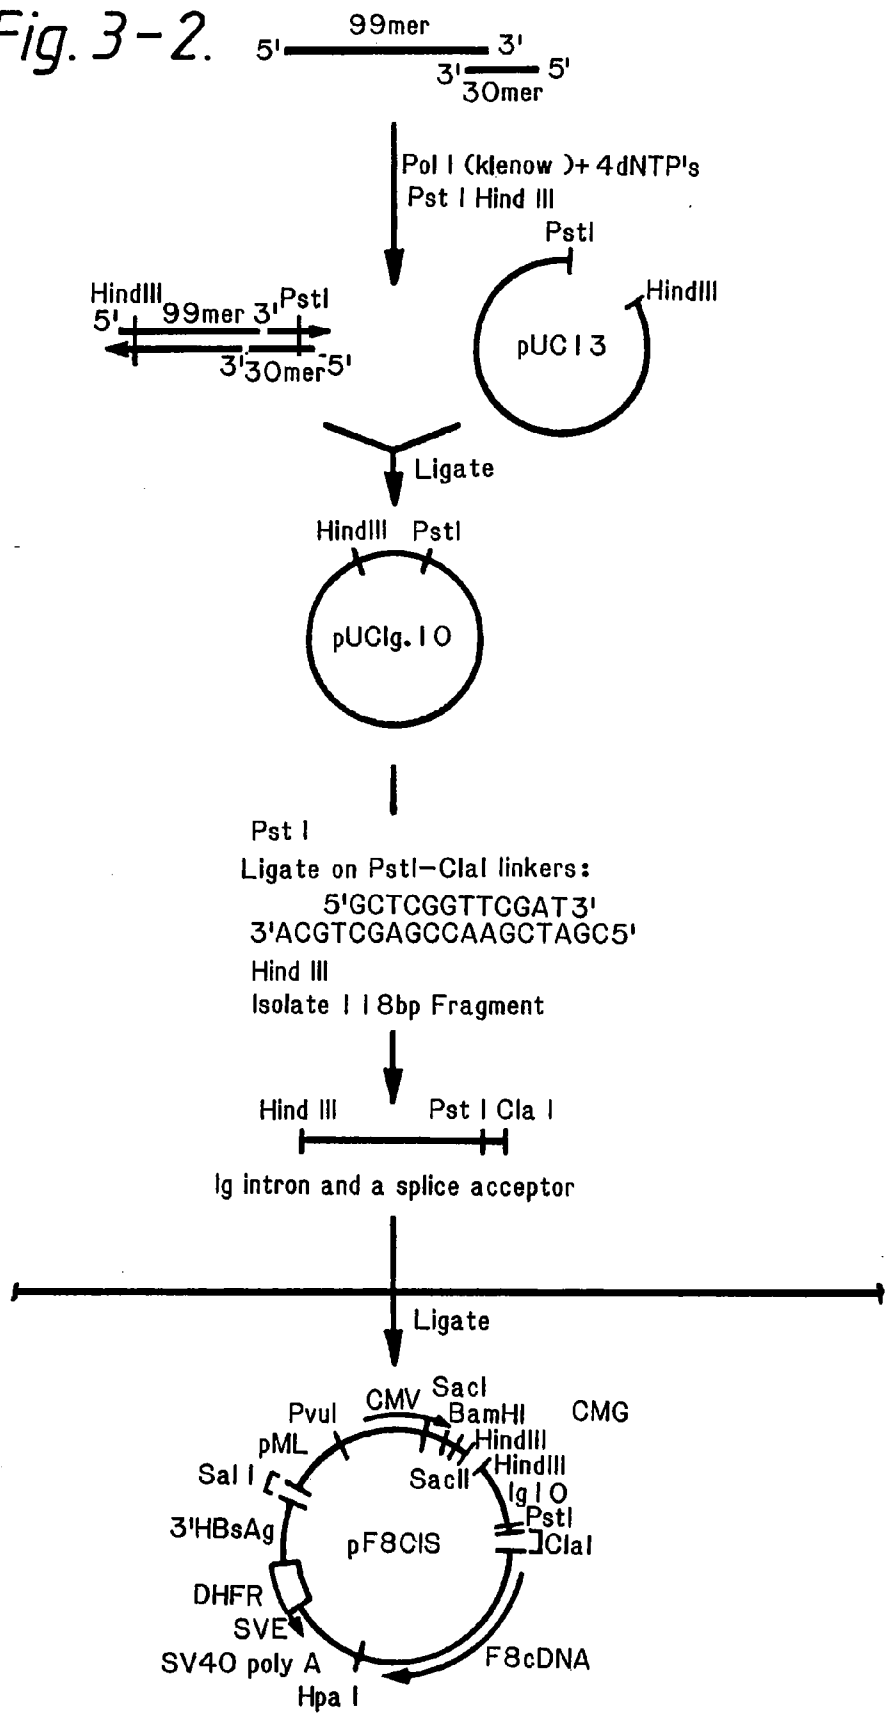 Fig. 3-2.
99mer
5' 3'
3' 5'
30mer
Pol I (klenow )+ 4dNTP's
Pst I Hind III
PstI
HindIII
pUC13
HindIII PstI
5' 99mer 3'
3' 30mer 5'
Ligate
HindIII PstI
pUCIg.10
Pst I
Ligate on PstI-ClaI linkers:
5'GCTCGGTTCGAT3'
3'ACGTCGAGCCAAGCTAGC5'
Hind III
Isolate 118bp Fragment
Hind III Pst I Cla I
Ig intron and a splice acceptor
Ligate
CMV SacI
PvuI BamHI CMG
pML HindIII
Sal I SacII HindIII
Ig10
PstI
3'HBsAg pF8CIS ClaI
DHFR
SVE
SV40 poly A F8cDNA
Hpa I